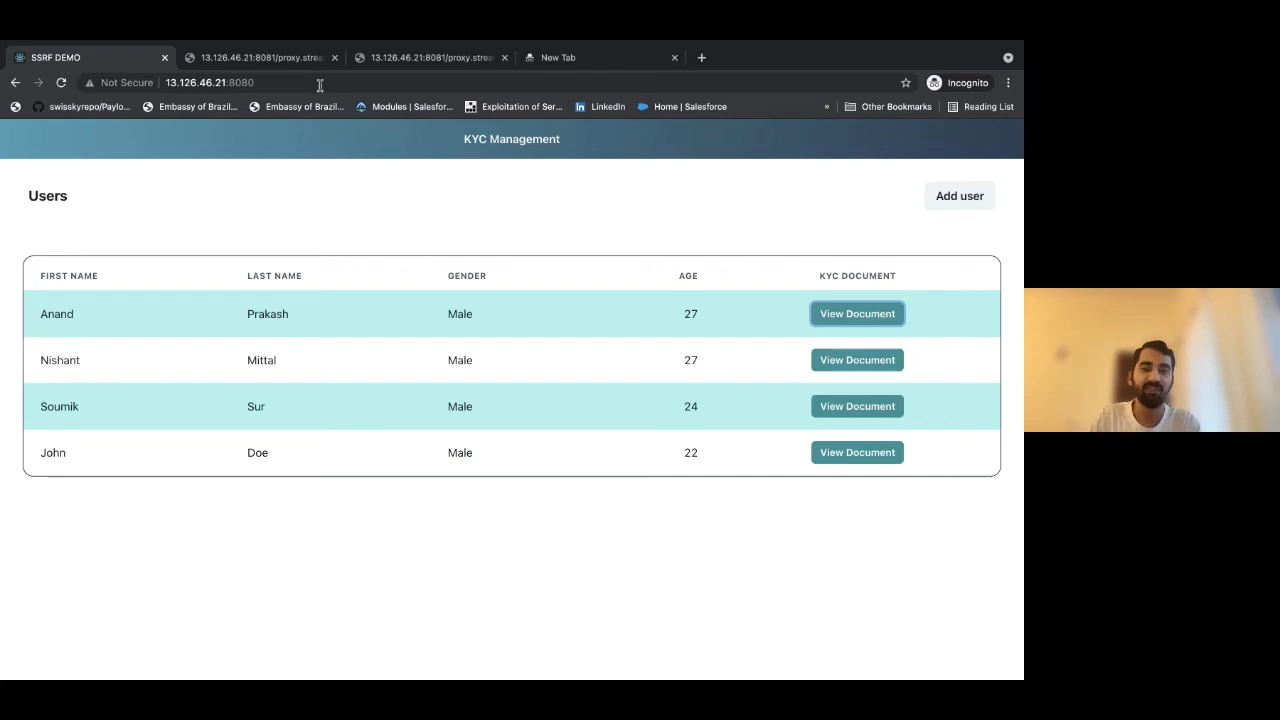 SSRF DEMO
13.126.46.21:8081/proxy.strea
13.126.46.21:8081/proxy.strea
New Tab
Not Secure
13.126.46.21:8080
Incognito
swisskyrepo/Paylo...
Embassy of Brazil...
Embassy of Brazil...
Modules | Salesfor...
Exploitation of Ser...
LinkedIn
Home | Salesforce
»
Other Bookmarks
Reading List
KYC Management
Users
Add user
FIRST NAME LAST NAME GENDER AGE KYC DOCUMENT
Anand Prakash Male 27 View Document
Nishant Mittal Male 27 View Document
Soumik Sur Male 24 View Document
John Doe Male 22 View Document